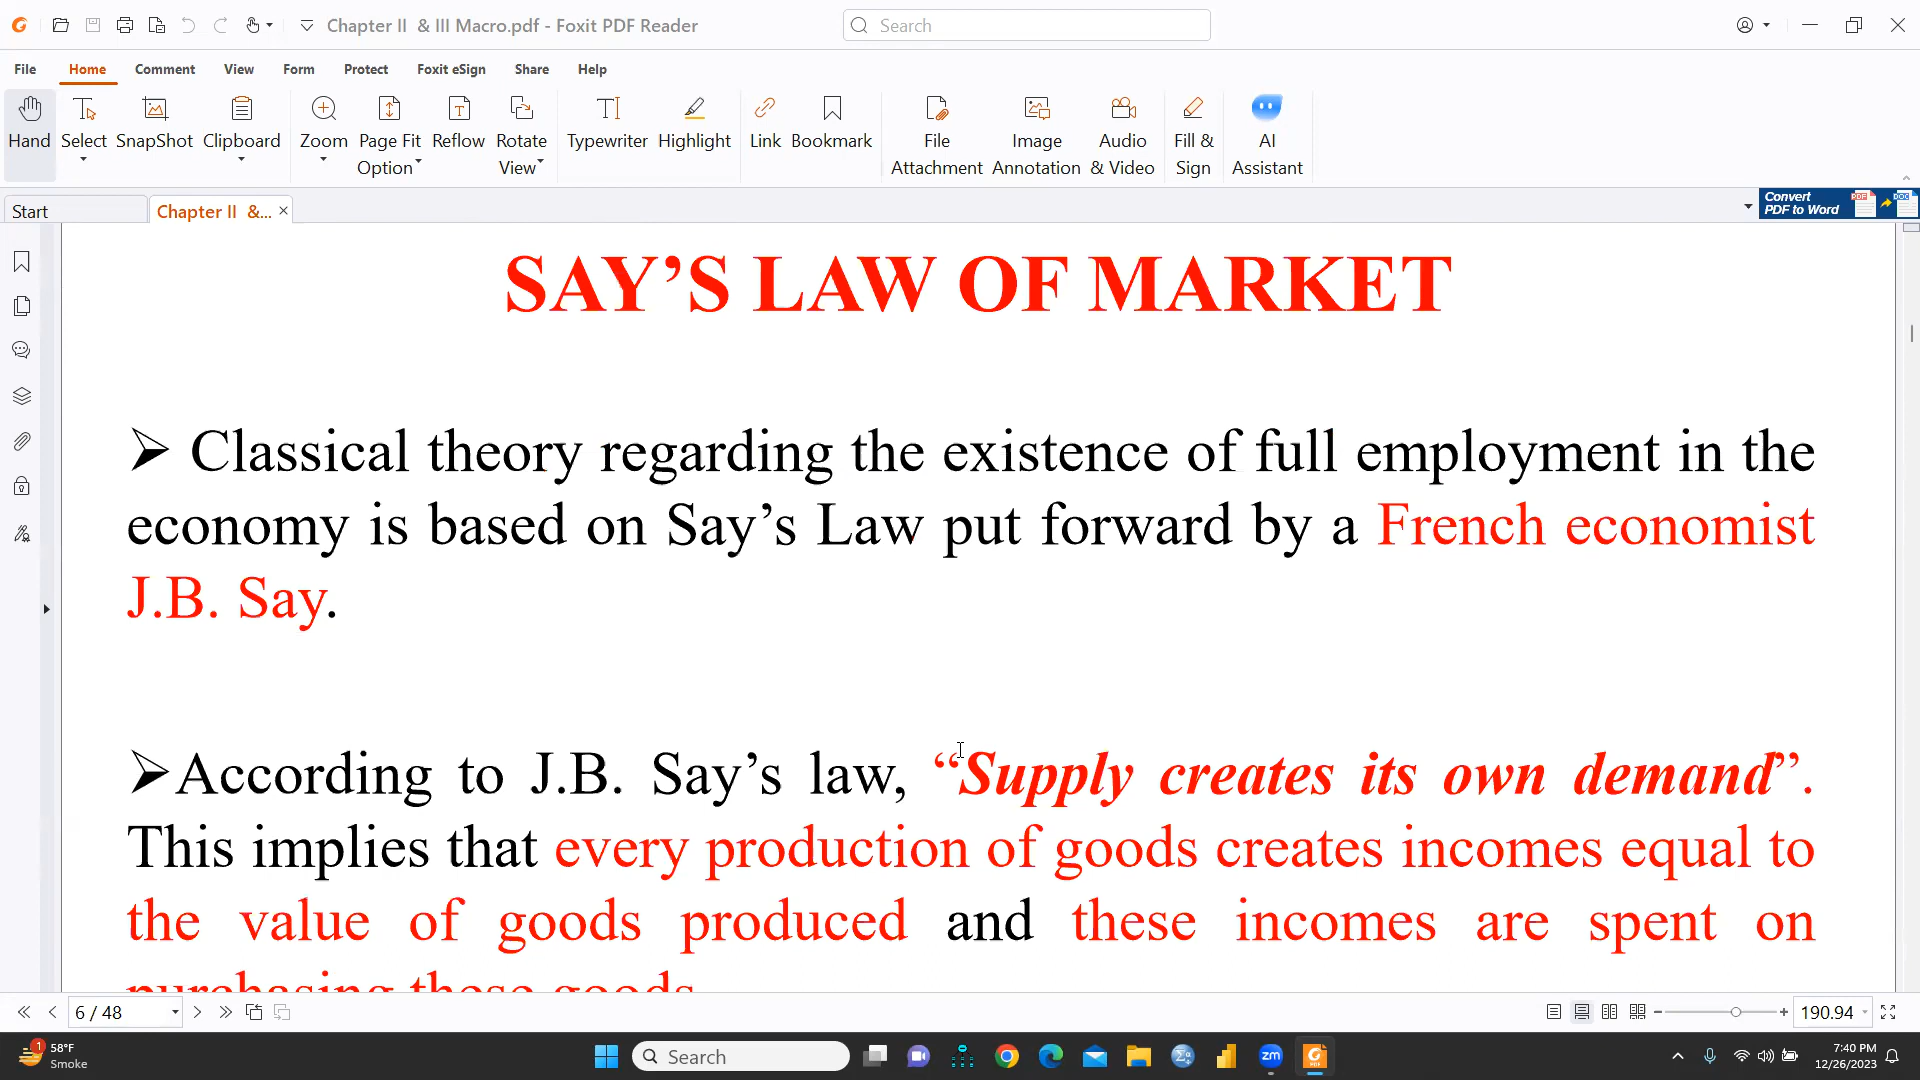 Chapter II & III Macro.pdf - Foxit PDF Reader
Search
File Home Comment View Form Protect Foxit eSign Share Help
Hand Select SnapShot Clipboard Zoom Page Fit Option Reflow Rotate View Typewriter Highlight Link Bookmark File Attachment Image Annotation Audio & Video Fill & Sign AI Assistant
Start
Chapter II &...
Convert
PDF to Word
SAY’S LAW OF MARKET
➢ Classical theory regarding the existence of full employment in the
economy is based on Say’s Law put forward by a French economist
J.B. Say.
➢According to J.B. Say’s law, “Supply creates its own demand”.
This implies that every production of goods creates incomes equal to
the value of goods produced and these incomes are spent on
purchasing these goods.
6 / 48
190.94
1
58°F
Smoke
Search
zm
7:40 PM
12/26/2023